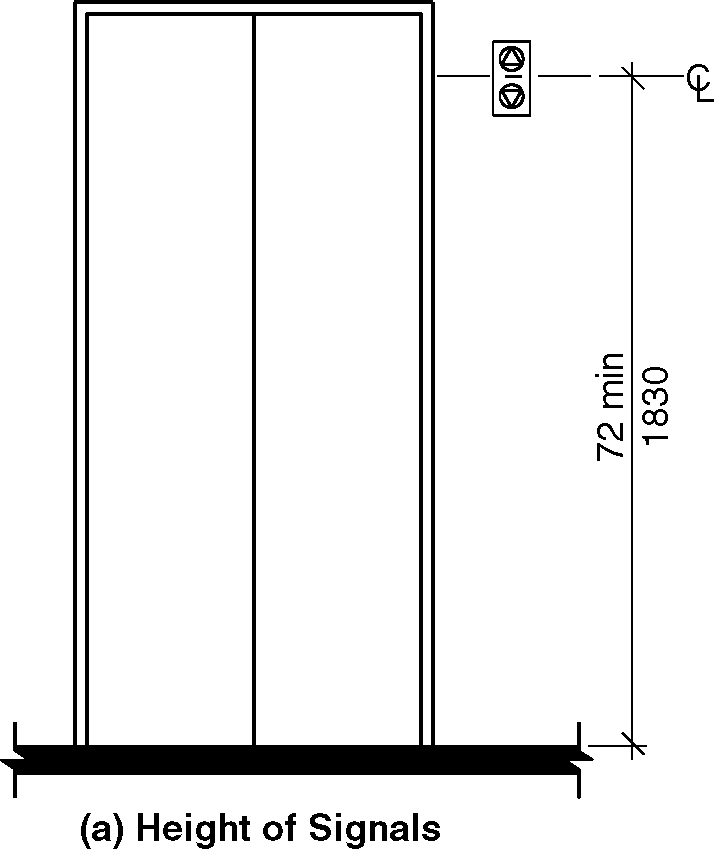 ℄
72 min
1830
(a) Height of Signals